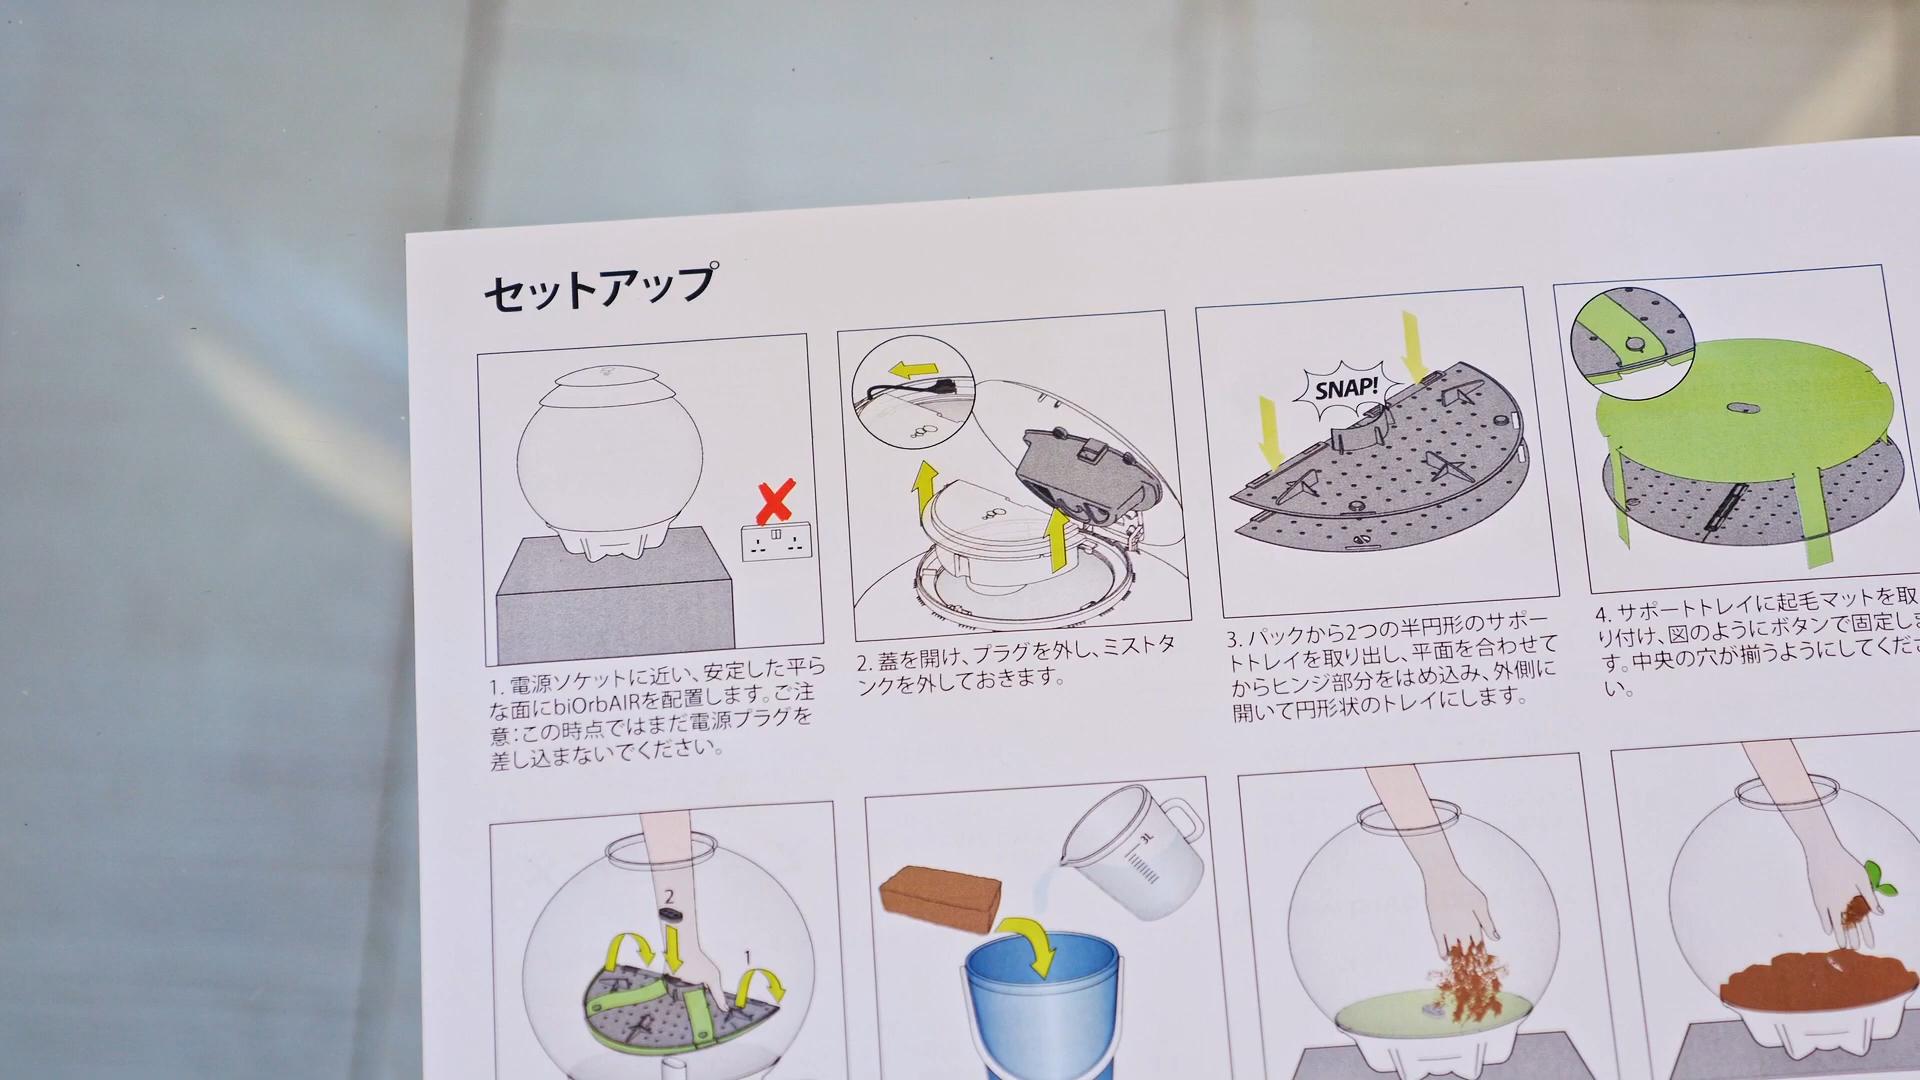 セットアップ
SNAP!
1. 電源ソケットに近い、安定した平ら
な面にbiOrbAIRを配置します。ご注
意：この時点ではまだ電源プラグを
差し込まないでください。
2. 蓋を開け、プラグを外し、ミストタ
ンクを外しておきます。
3. パックから2つの半円形のサポー
トトレイを取り出し、平面を合わせて
からヒンジ部分をはめ込み、外側に
開いて円形状のトレイにします。
4. サポートトレイに起毛マットを取
り付け、図のようにボタンで固定しま
す。中央の穴が揃うようにしてくださ
い。
2
1
3L